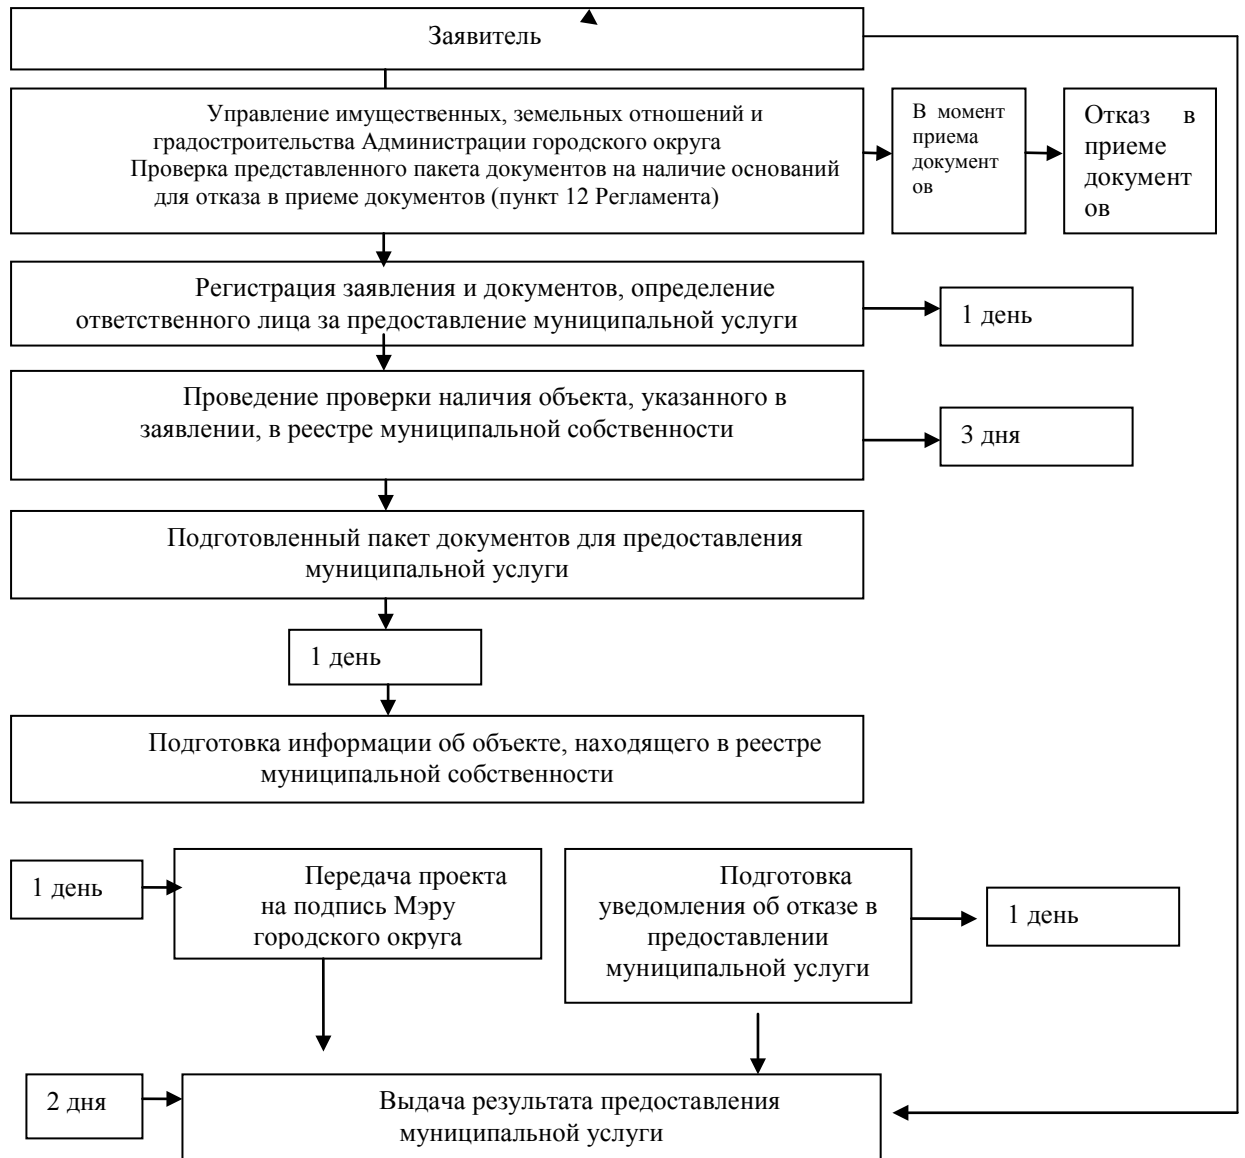 Заявитель
Управление имущественных, земельных отношений и
градостроительства Администрации городского округа
Проверка представленного пакета документов на наличие оснований
для отказа в приеме документов (пункт 12 Регламента)
В момент
приема
документ
ов
Отказ в
приеме
документ
ов
Регистрация заявления и документов, определение
ответственного лица за предоставление муниципальной услуги
1 день
Проведение проверки наличия объекта, указанного в
заявлении, в реестре муниципальной собственности
3 дня
Подготовленный пакет документов для предоставления
муниципальной услуги
1 день
Подготовка информации об объекте, находящего в реестре
муниципальной собственности
1 день
Передача проекта
на подпись Мэру
городского округа
Подготовка
уведомления об отказе в
предоставлении
муниципальной услуги
1 день
2 дня
Выдача результата предоставления
муниципальной услуги